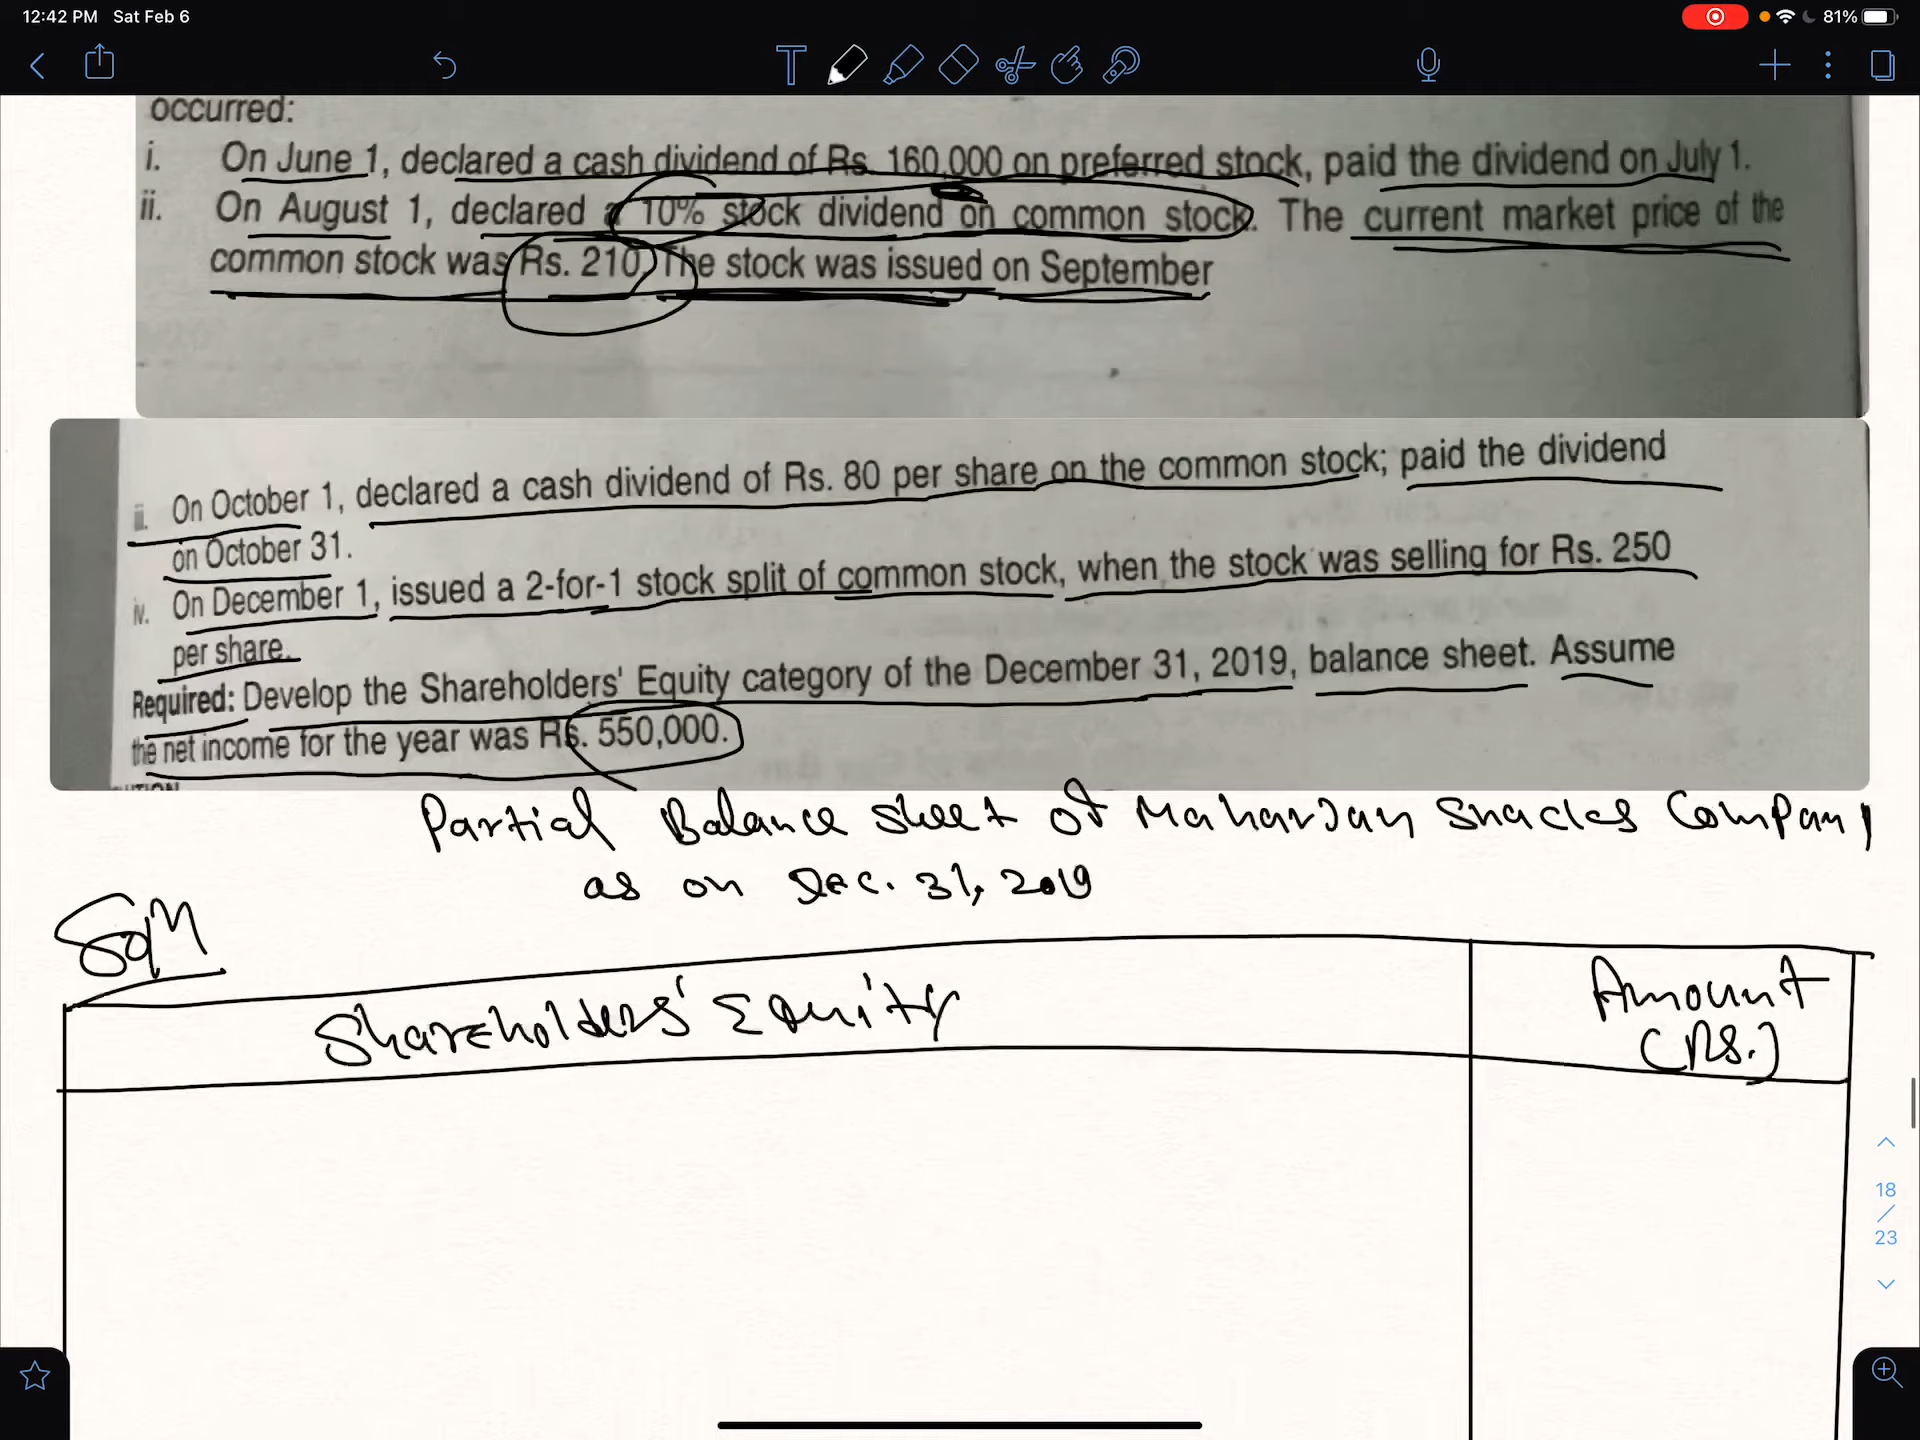 12:42 PM Sat Feb 6
81%
occurred:
i. On June 1, declared a cash dividend of Rs. 160,000 on preferred stock, paid the dividend on July 1.
ii. On August 1, declared a 10% stock dividend on common stock. The current market price of the
common stock was Rs. 210. The stock was issued on September
iii. On October 1, declared a cash dividend of Rs. 80 per share on the common stock; paid the dividend
on October 31.
iv. On December 1, issued a 2-for-1 stock split of common stock, when the stock was selling for Rs. 250
per share.
Required: Develop the Shareholders' Equity category of the December 31, 2019, balance sheet. Assume
the net income for the year was Rs. 550,000.
Partial Balance Sheet of Maharjan Snacks Company
as on Dec. 31, 2019
Sol^n
Shareholders' Equity
Amount
(Rs.)
18
/
23